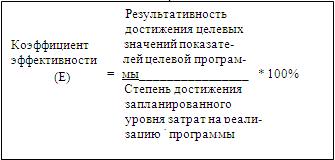 Результативность
достижения целевых
Коэффициент значений показате-
эффективности лей целевой програм-
(Е) = мы_________________ * 100%
Степень достижения
запланированного
уровня затрат на реали-
зацию программы